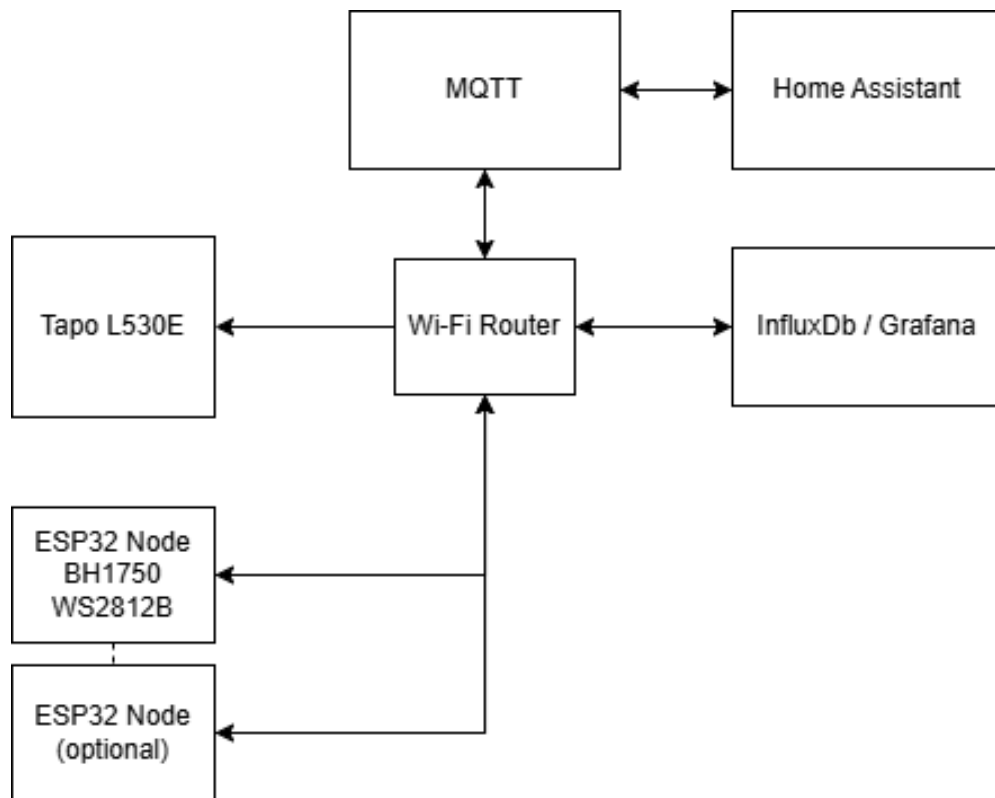 MQTT
Home Assistant
Tapo L530E
Wi-Fi Router
InfluxDb / Grafana
ESP32 Node
BH1750
WS2812B
ESP32 Node
(optional)